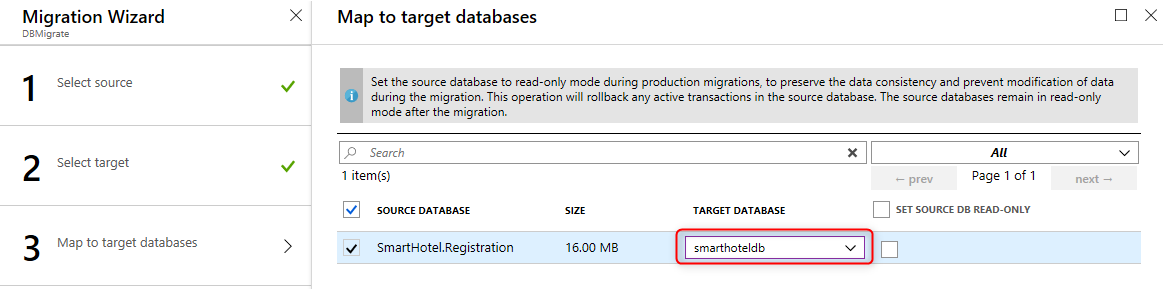 Migration Wizard
DBMigrate
1 Select source
2 Select target
3 Map to target databases
Map to target databases
Set the source database to read-only mode during production migrations, to preserve the data consistency and prevent modification of data
during the migration. This operation will rollback any active transactions in the source database. The source databases remain in read-only
mode after the migration.
Search All
1 item(s) ← prev Page 1 of 1 next →
SOURCE DATABASE SIZE TARGET DATABASE SET SOURCE DB READ-ONLY
SmartHotel.Registration 16.00 MB smarthoteldb